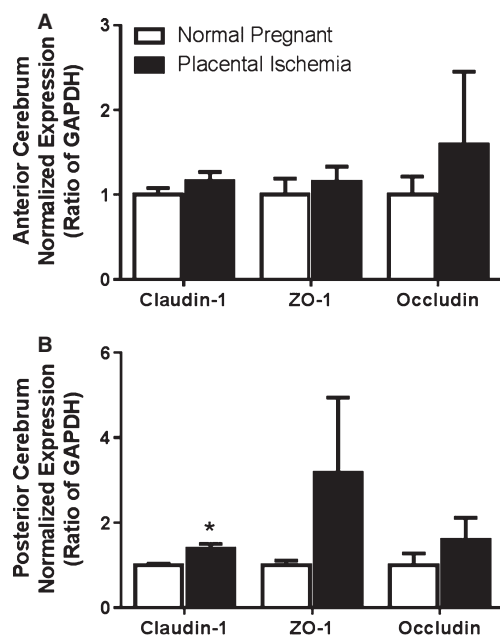 A
Anterior Cerebrum
Normalized Expression
(Ratio of GAPDH)
3
2
1
0
Normal Pregnant
Placental Ischemia
Claudin-1 ZO-1 Occludin
B
Posterior Cerebrum
Normalized Expression
(Ratio of GAPDH)
6
4
2
0
*
Claudin-1 ZO-1 Occludin